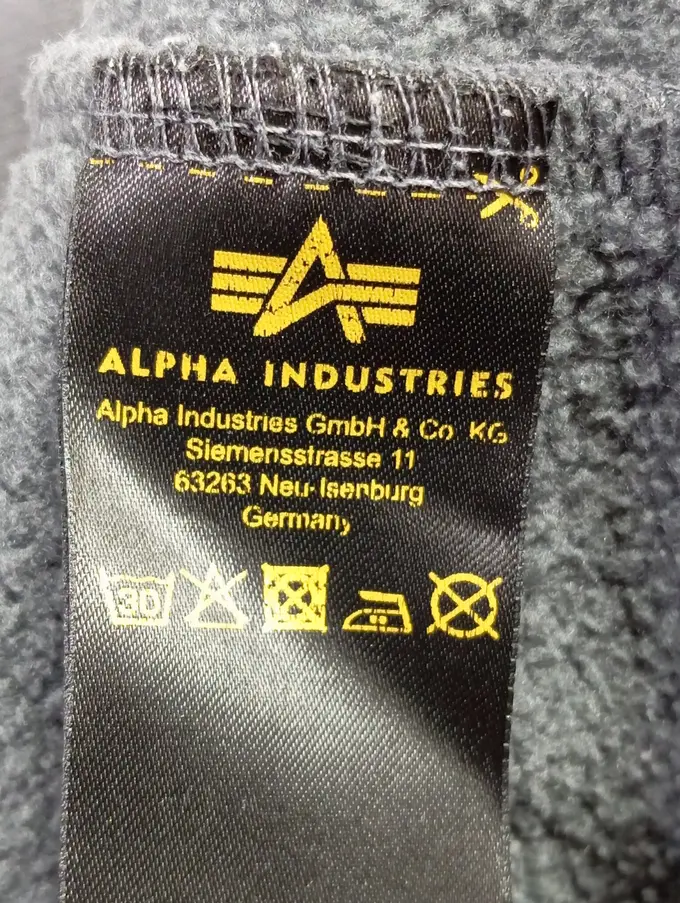 ALPHA INDUSTRIES
Alpha Industries GmbH & Co KG
Siemensstrasse 11
63263 Neu-Isenburg
Germany
30